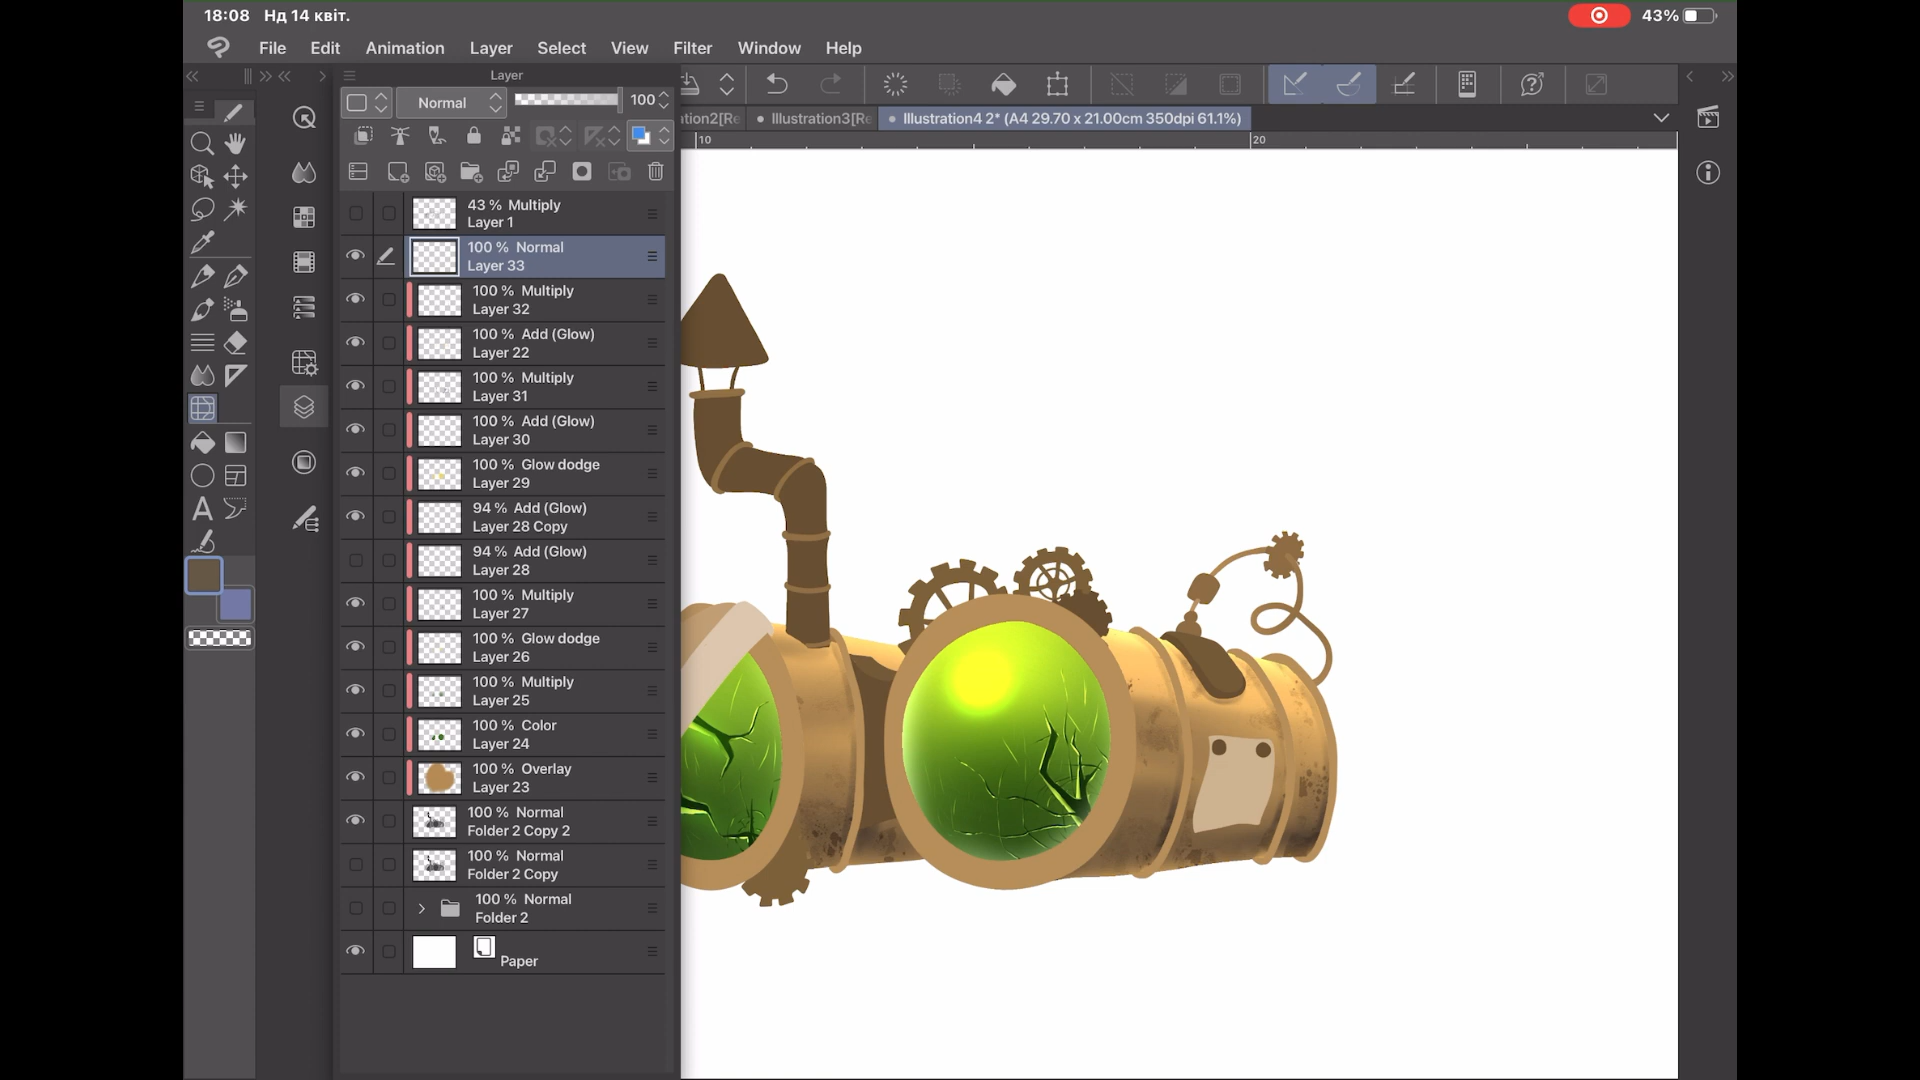 18:08 Нд 14 квіт.
43%
File Edit Animation Layer Select View Filter Window Help
Layer
Normal 100
Illustration3[Re
Illustration4 2* (A4 29.70 x 21.00cm 350dpi 61.1%)
10 20
43 % Multiply
Layer 1
100 % Normal
Layer 33
100 % Multiply
Layer 32
100 % Add (Glow)
Layer 22
100 % Multiply
Layer 31
100 % Add (Glow)
Layer 30
100 % Glow dodge
Layer 29
94 % Add (Glow)
Layer 28 Copy
94 % Add (Glow)
Layer 28
100 % Multiply
Layer 27
100 % Glow dodge
Layer 26
100 % Multiply
Layer 25
100 % Color
Layer 24
100 % Overlay
Layer 23
100 % Normal
Folder 2 Copy 2
100 % Normal
Folder 2 Copy
100 % Normal
Folder 2
Paper